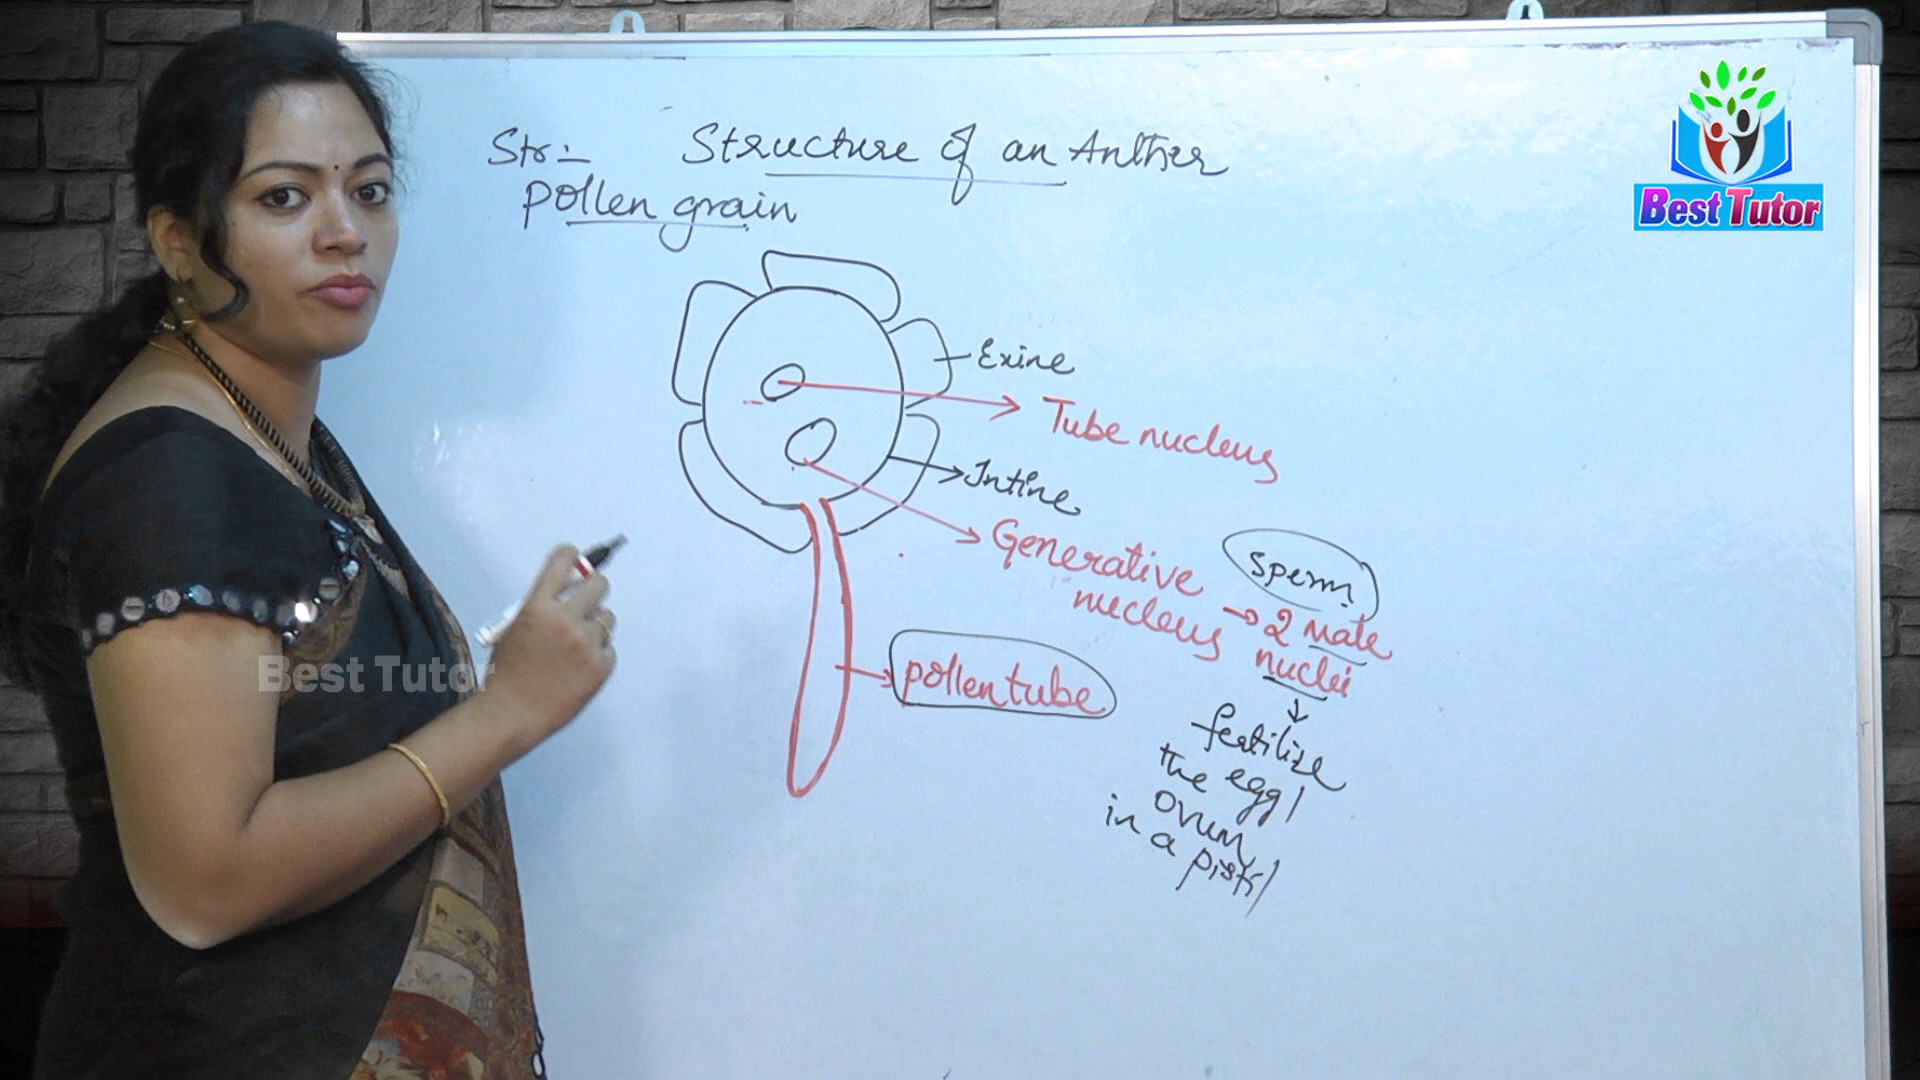 Str:- Structure of an Anther
pollen grain
Exine
Tube nucleus
Intine
Generative
nucleus → 2 Male
nuclei
sperm
pollen tube
fertilize
the egg/
ovum
in a pistil
Best Tutor
Best Tutor